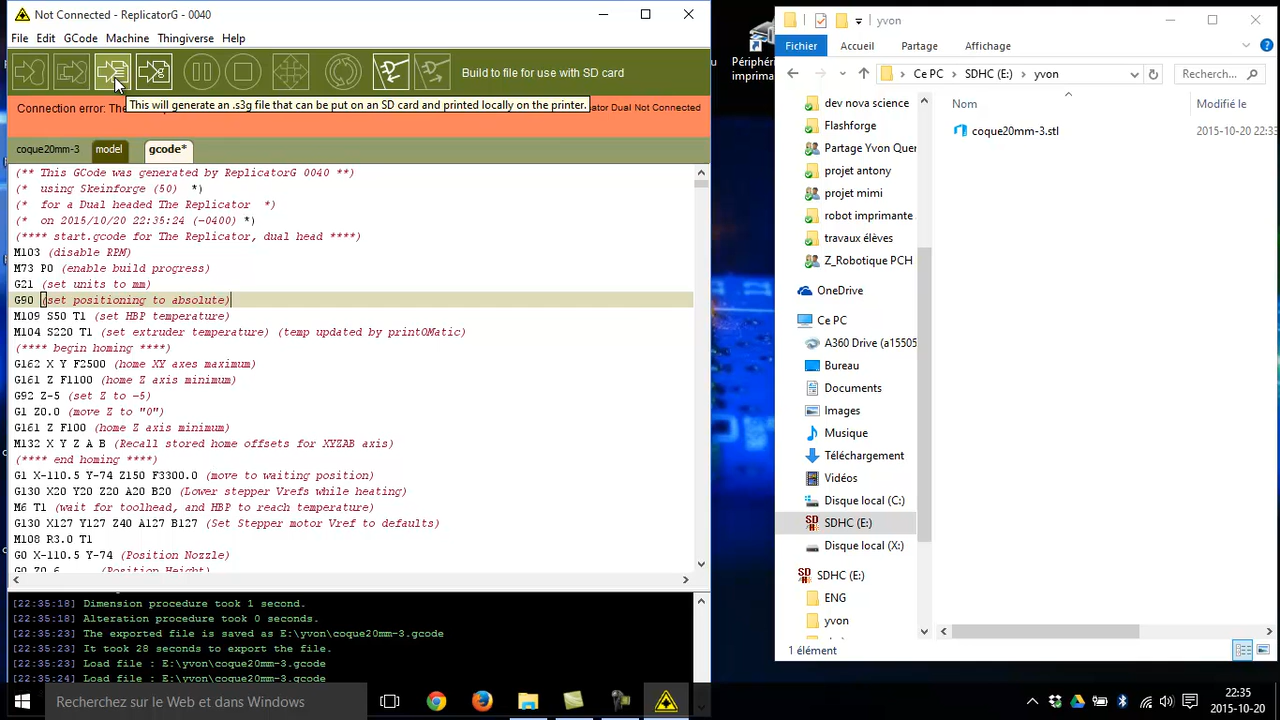 Not Connected - ReplicatorG - 0040
File Edit GCode Machine Thingiverse Help
Build to file for use with SD card
Connection error: The
This will generate an .s3g file that can be put on an SD card and printed locally on the printer.
ator Dual Not Connected
coque20mm-3 model gcode*
(** This GCode was generated by ReplicatorG 0040 **)
(* using Skeinforge (50) *)
(* for a Dual headed The Replicator *)
(* on 2015/10/20 22:35:24 (-0400) *)
(**** start.gcode for The Replicator, dual head ****)
M103 (disable RPM)
M73 P0 (enable build progress)
G21 (set units to mm)
G90 (set positioning to absolute)
M109 S50 T1 (set HBP temperature)
M104 S220 T1 (set extruder temperature) (temp updated by printOMatic)
(**** begin homing ****)
G162 X Y F2500 (home XY axes maximum)
G161 Z F1100 (home Z axis minimum)
G92 Z-5 (set Z to -5)
G1 Z0.0 (move Z to "0")
G161 Z F100 (home Z axis minimum)
M132 X Y Z A B (Recall stored home offsets for XYZAB axis)
(**** end homing ****)
G1 X-110.5 Y-74 Z150 F3300.0 (move to waiting position)
G130 X20 Y20 Z20 A20 B20 (Lower stepper Vrefs while heating)
M6 T1 (wait for toolhead, and HBP to reach temperature)
G130 X127 Y127 Z40 A127 B127 (Set Stepper motor Vref to defaults)
M108 R3.0 T1
G0 X-110.5 Y-74 (Position Nozzle)
G0 Z0.6 (Position Height)
[22:35:18] Dimension procedure took 1 second.
[22:35:18] Alteration procedure took 0 seconds.
[22:35:23] The exported file is saved as E:\yvon\coque20mm-3.gcode
[22:35:23] It took 28 seconds to export the file.
[22:35:23] Load file : E:\yvon\coque20mm-3.gcode
[22:35:24] Load file : E:\yvon\coque20mm-3.gcode
Périphéri
imprima
yvon
Fichier Accueil Partage Affichage
Ce PC SDHC (E:) yvon
Recherc...
Nom Modifié le
coque20mm-3.stl 2015-10-20 22:33
dev nova science
Flashforge
Partage Yvon Quer
projet antony
projet mimi
robot imprimante
travaux élèves
Z_Robotique PCH
OneDrive
Ce PC
A360 Drive (a15505
Bureau
Documents
Images
Musique
Téléchargement
Vidéos
Disque local (C:)
SDHC (E:)
Disque local (X:)
SDHC (E:)
ENG
yvon
1 élément
Recherchez sur le Web et dans Windows
22:35
2015-10-20